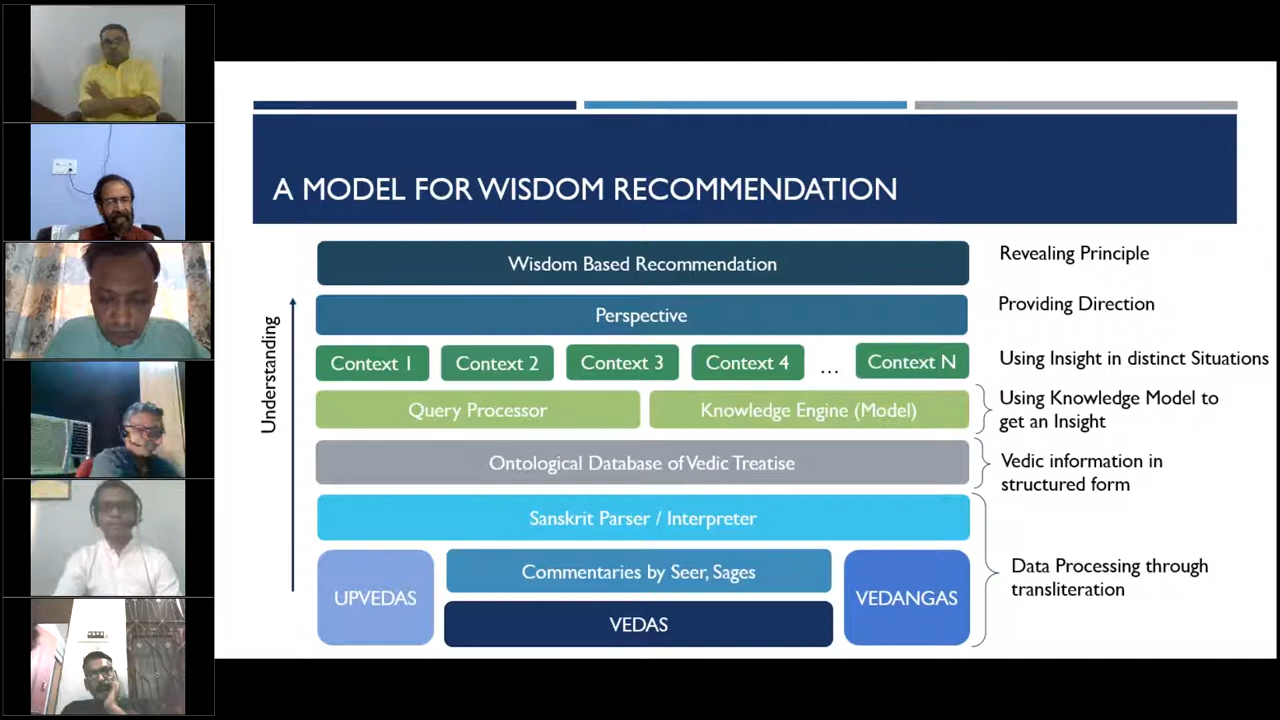 A MODEL FOR WISDOM RECOMMENDATION
Wisdom Based Recommendation
Revealing Principle
Perspective
Providing Direction
Understanding
Context 1
Context 2
Context 3
Context 4
...
Context N
Using Insight in distinct Situations
Query Processor
Knowledge Engine (Model)
Using Knowledge Model to
get an Insight
Ontological Database of Vedic Treatise
Vedic information in
structured form
Sanskrit Parser / Interpreter
UPVEDAS
Commentaries by Seer, Sages
VEDAS
VEDANGAS
Data Processing through
transliteration